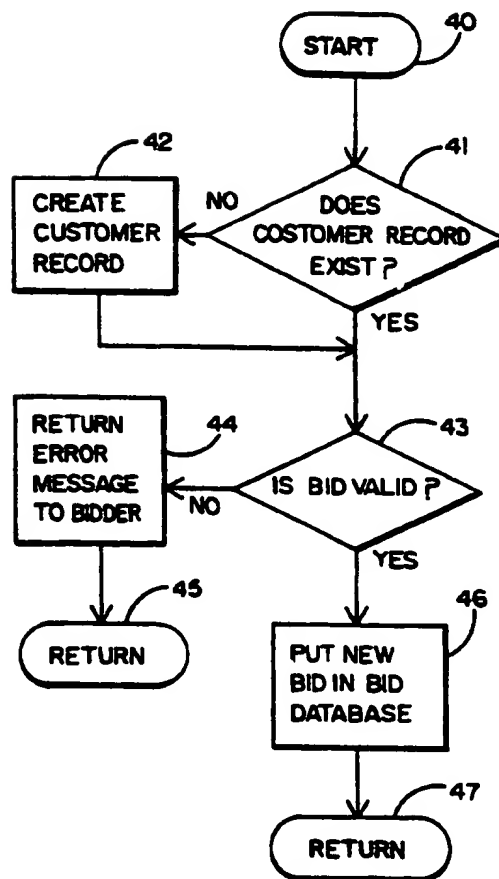 40
START
41
42
NO
CREATE
CUSTOMER
RECORD
DOES
COSTOMER RECORD
EXIST?
YES
43
44
RETURN
ERROR
MESSAGE
TO BIDDER
IS BID VALID?
NO
YES
45
RETURN
46
PUT NEW
BID IN BID
DATABASE
47
RETURN